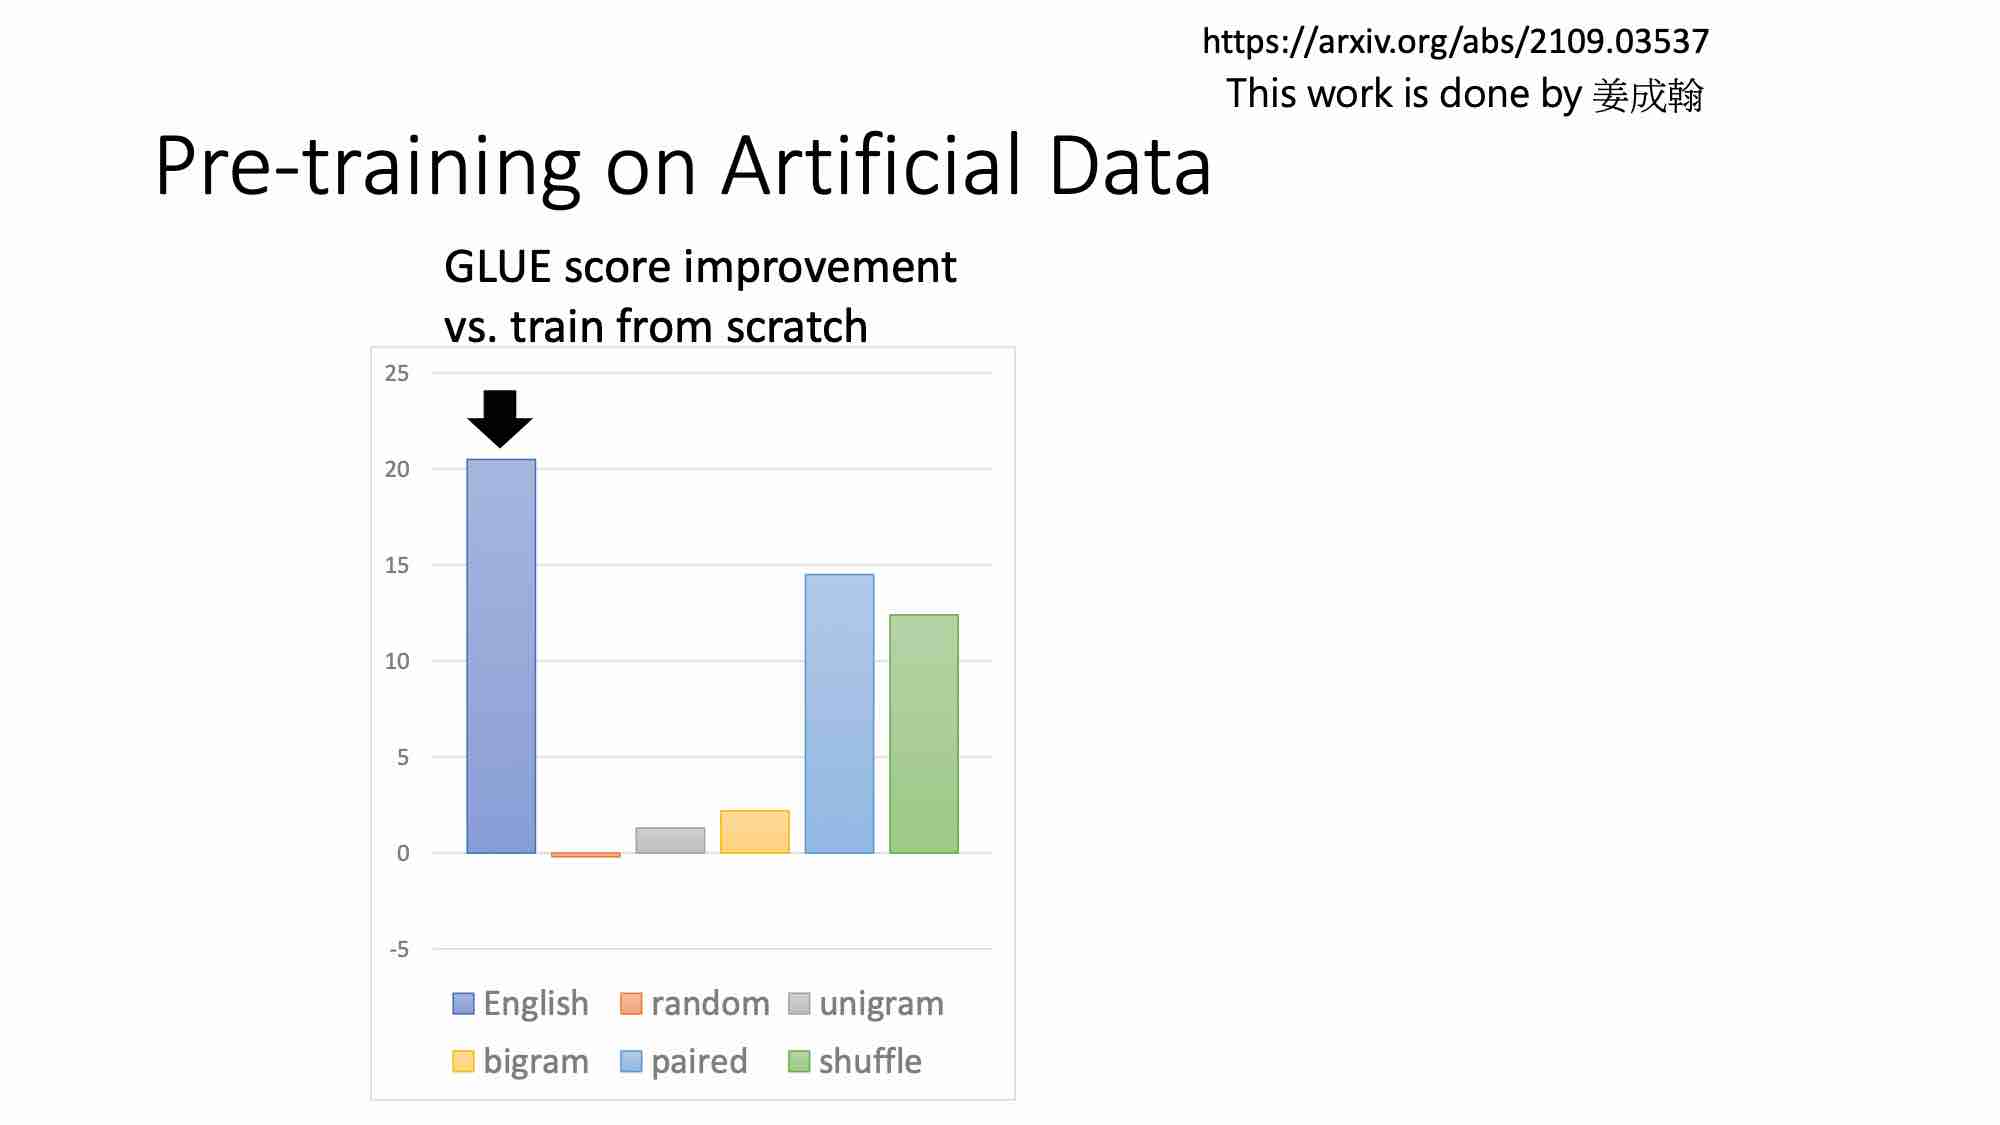 https://arxiv.org/abs/2109.03537
This work is done by 姜成翰
Pre-training on Artificial Data
GLUE score improvement
vs. train from scratch
25
20
15
10
5
0
-5
English random unigram
bigram paired shuffle